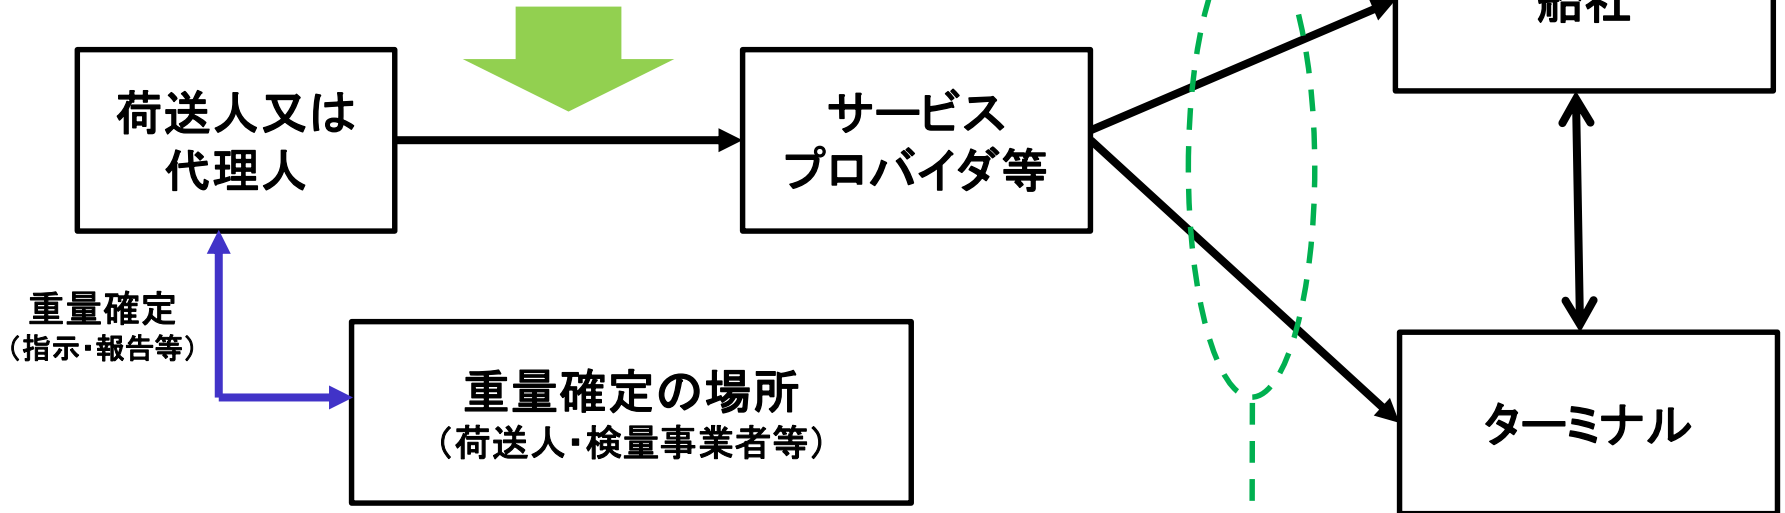 船社
荷送人又は
代理人
サービス
プロバイダ等
重量確定
（指示・報告等）
重量確定の場所
（荷送人・検量事業者等）
ターミナル